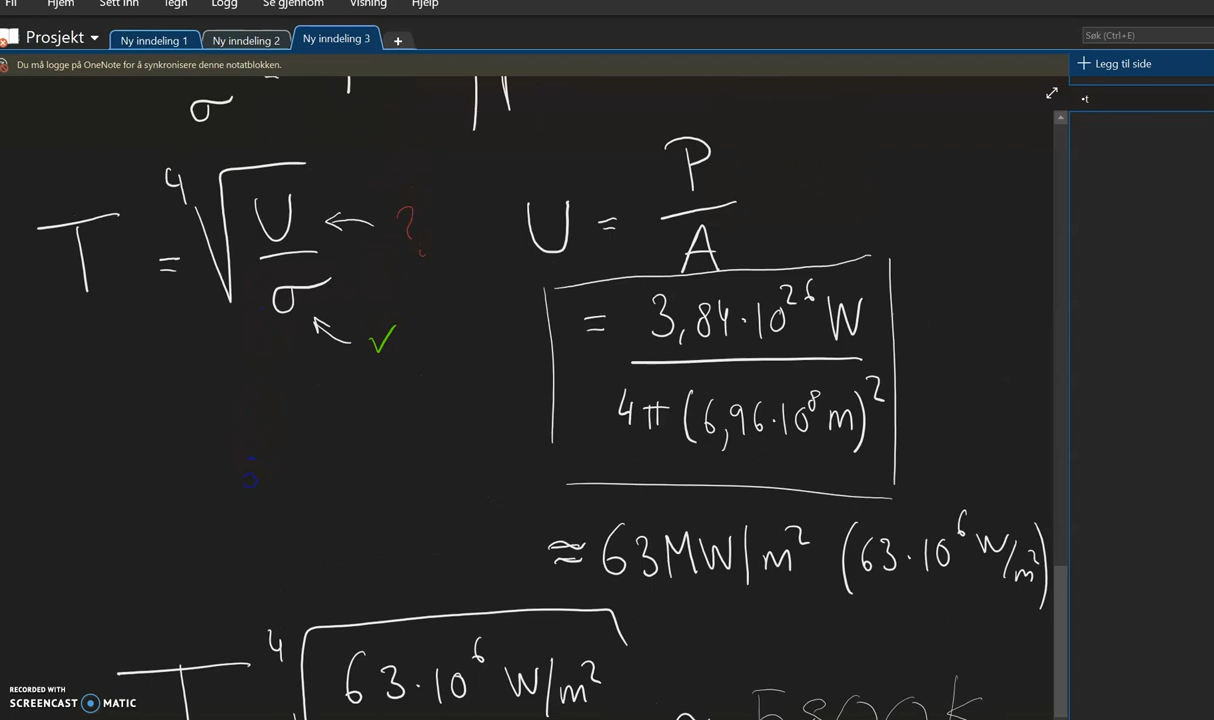 Fil Hjem Sett inn Tegn Logg Se gjennom Visning Hjelp
Prosjekt Ny inndeling 1 Ny inndeling 2 Ny inndeling 3 +
Søk (Ctrl+E)
Du må logge på OneNote for å synkronisere denne notatblokken.
+ Legg til side
•t
σ
T = ⁴√(U/σ) ← ?
✓
U = P/A
= 3,84·10²⁶ W
4π(6,96·10⁸ m)²
≈ 63 MW/m² (63·10⁶ W/m²)
T ⁴√ 63·10⁶ W/m²
5800K
RECORDED WITH
SCREENCAST MATIC